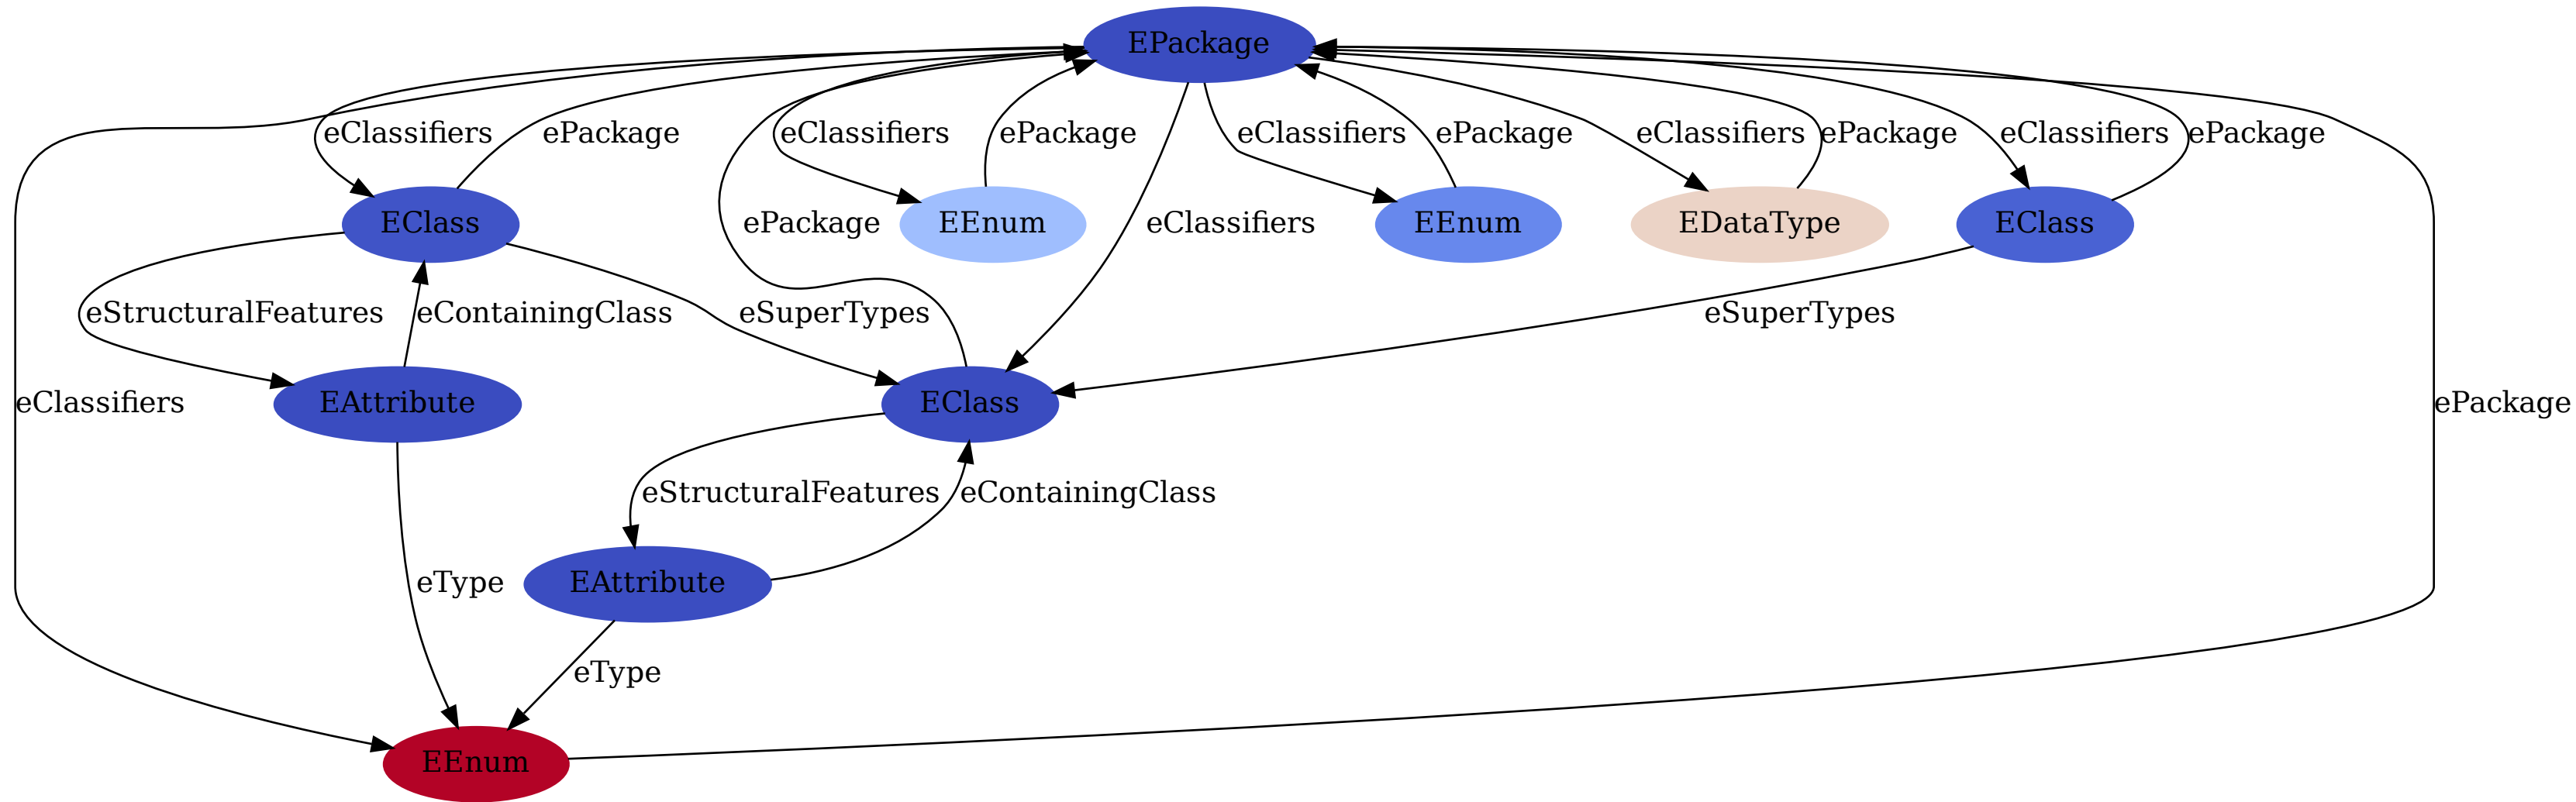 EPackage
eClassifiers
ePackage
eClassifiers
ePackage
eClassifiers
ePackage
eClassifiers
ePackage
eClassifiers
ePackage
EClass
ePackage
EEnum
eClassifiers
EEnum
EDataType
EClass
eStructuralFeatures
eContainingClass
eSuperTypes
eSuperTypes
eClassifiers
EAttribute
EClass
ePackage
eStructuralFeatures
eContainingClass
eType
EAttribute
eType
EEnum